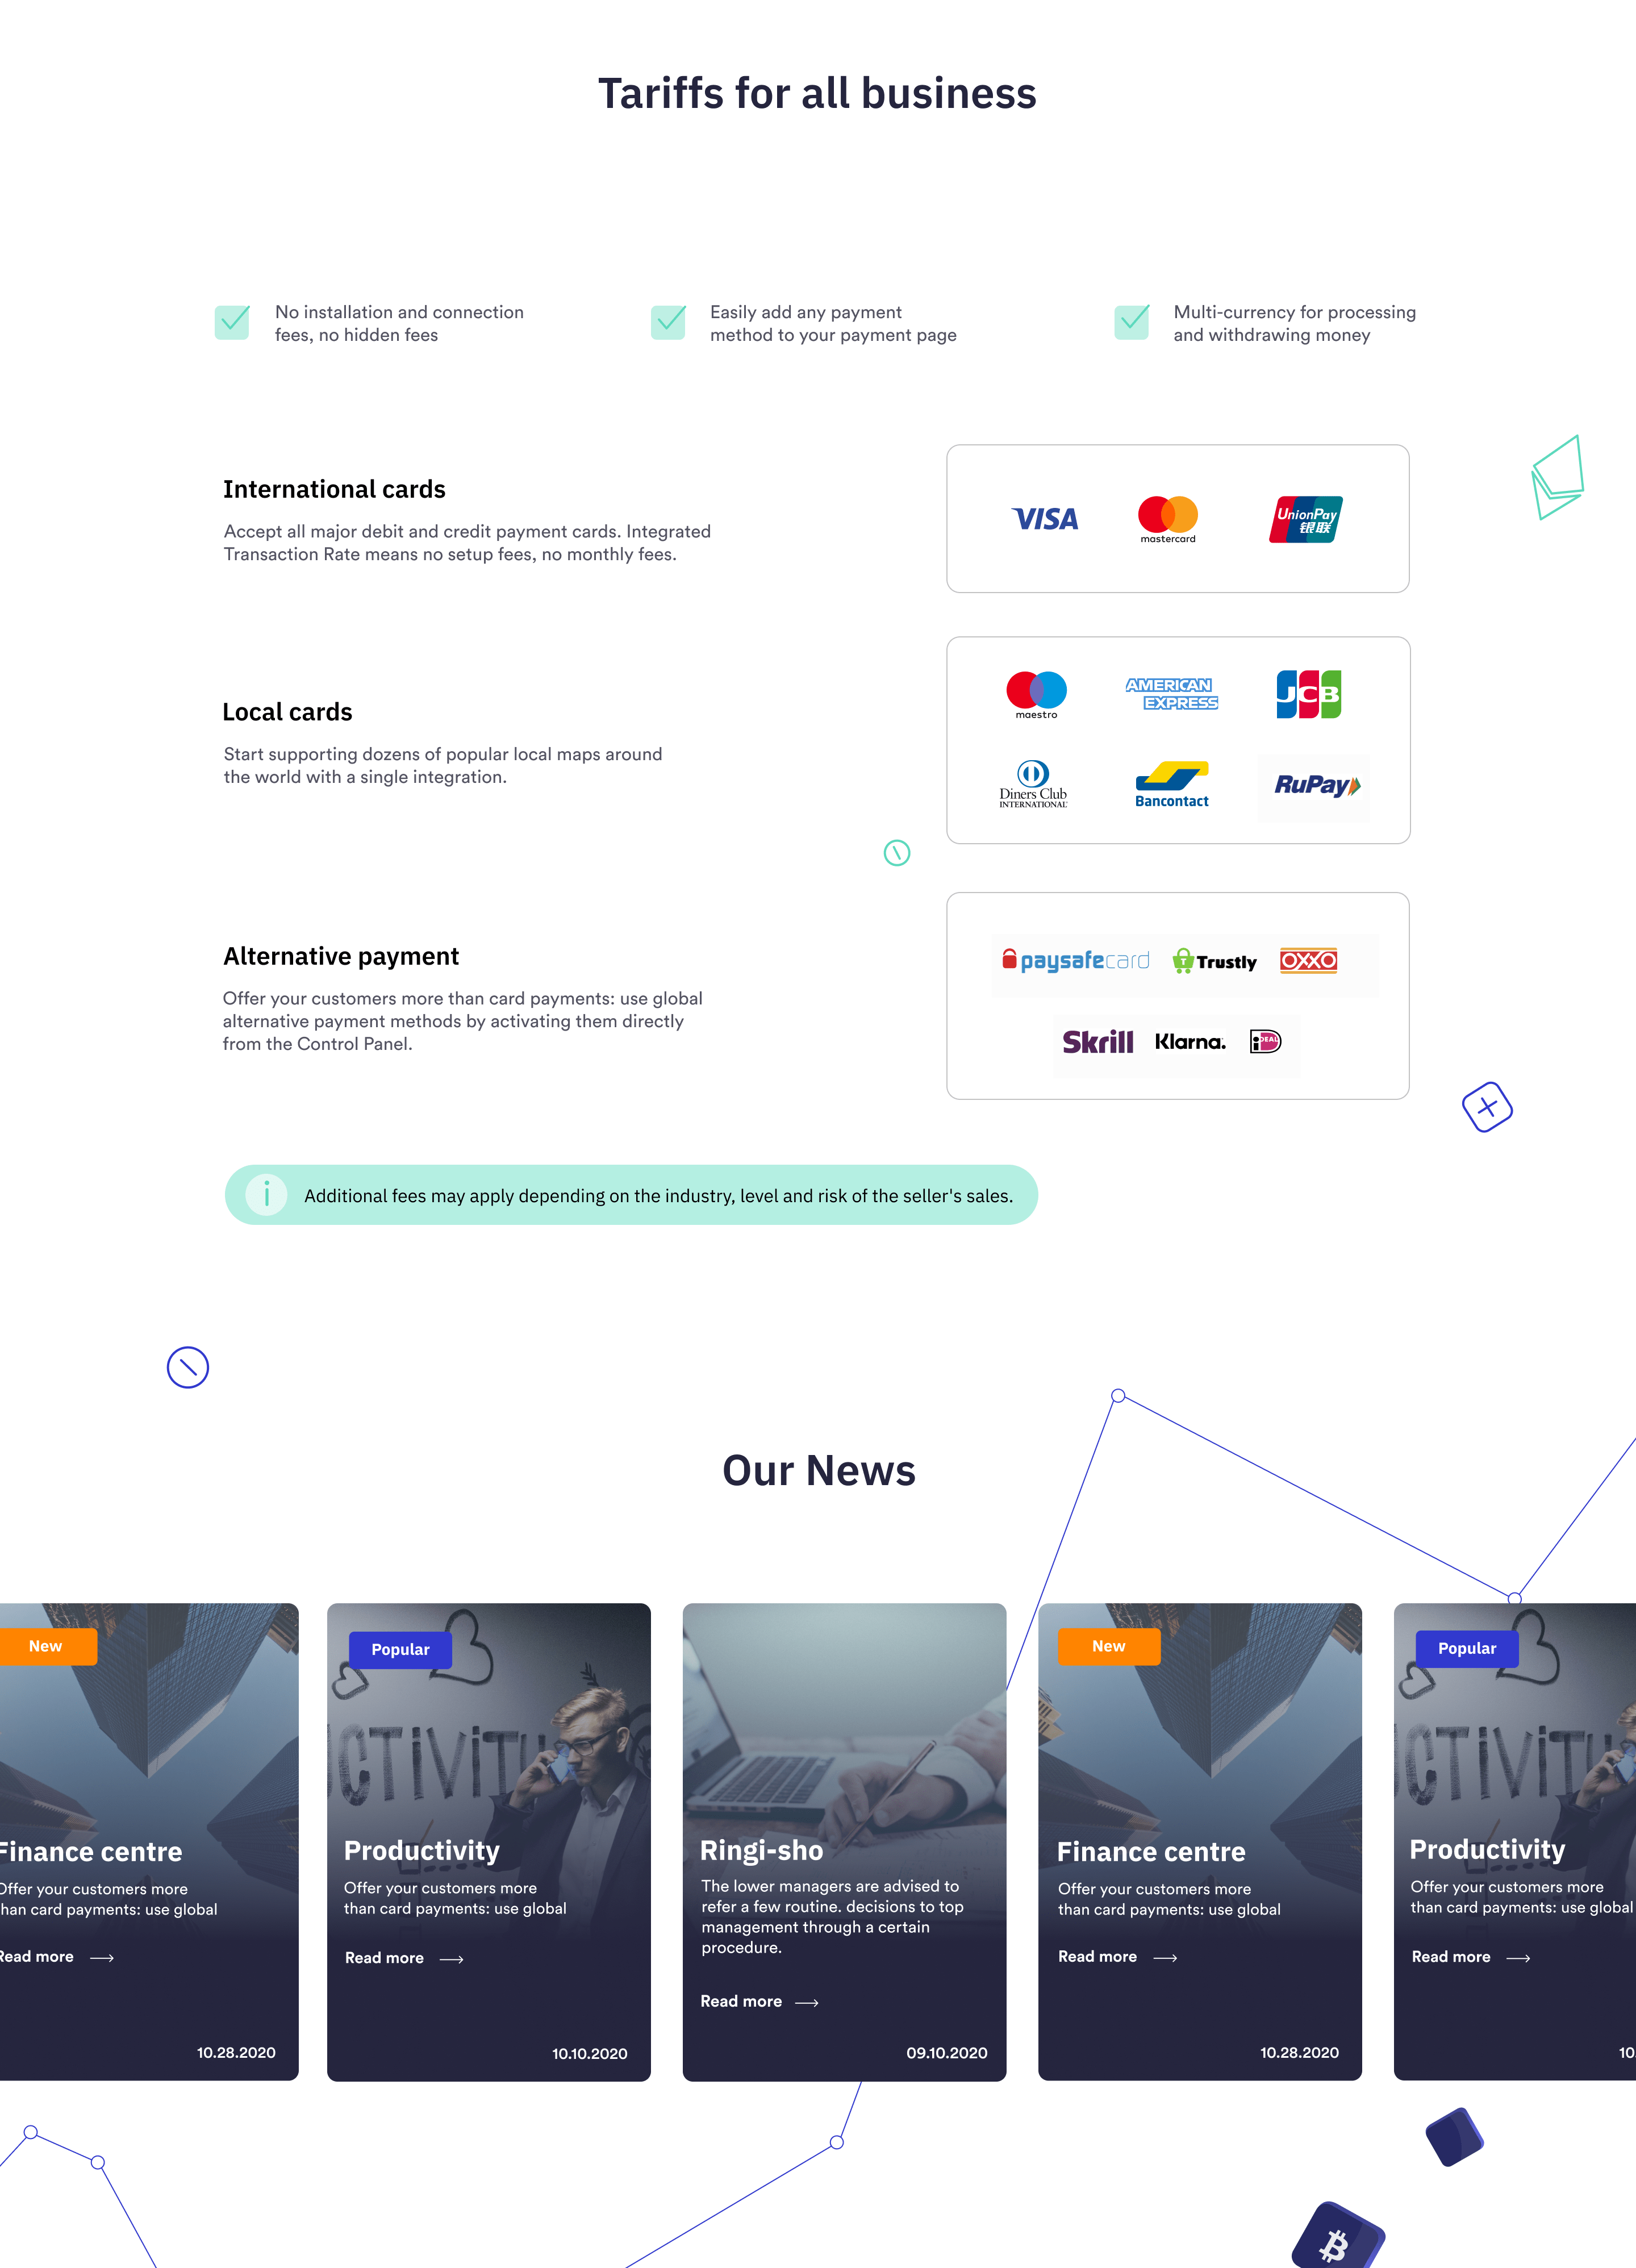 Tariffs for all business
No installation and connection
fees, no hidden fees
Easily add any payment
method to your payment page
Multi-currency for processing
and withdrawing money
International cards
Accept all major debit and credit payment cards. Integrated
Transaction Rate means no setup fees, no monthly fees.
VISA
mastercard
UnionPay
银联
Local cards
Start supporting dozens of popular local maps around
the world with a single integration.
maestro
AMERICAN
EXPRESS
JCB
Diners Club
INTERNATIONAL
Bancontact
RuPay
Alternative payment
Offer your customers more than card payments: use global
alternative payment methods by activating them directly
from the Control Panel.
paysafecard
T
Trustly
OXXO
Skrill
Klarna.
iDEAL
i
Additional fees may apply depending on the industry, level and risk of the seller's sales.
Our News
New
Finance centre
Offer your customers more
than card payments: use global
Read more
10.28.2020
Popular
CTIVITY
Productivity
Offer your customers more
than card payments: use global
Read more
10.10.2020
Ringi-sho
The lower managers are advised to
refer a few routine. decisions to top
management through a certain
procedure.
Read more
09.10.2020
New
Finance centre
Offer your customers more
than card payments: use global
Read more
10.28.2020
Popular
CTIVITY
Productivity
Offer your customers more
than card payments: use global
Read more
10.